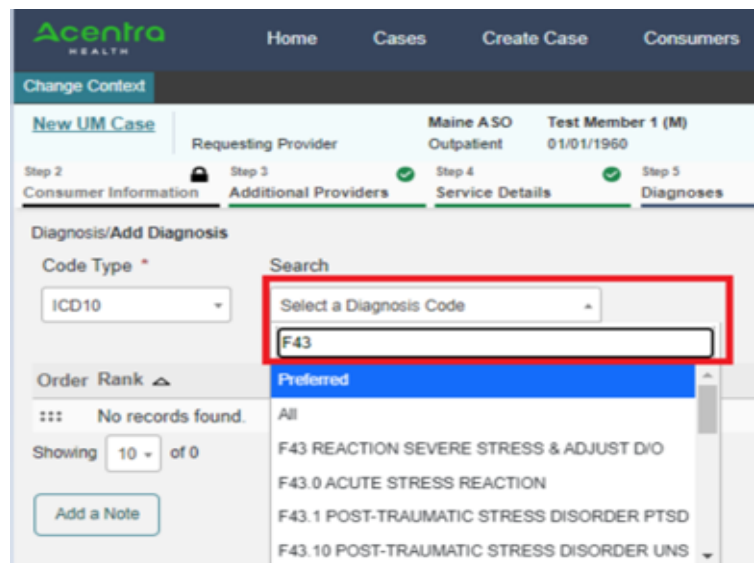 Acentra
HEALTH
Home Cases Create Case Consumers
Change Context
New UM Case
Requesting Provider
Maine ASO
Outpatient
Test Member 1 (M)
01/01/1960
Step 2
Consumer Information
Step 3
Additional Providers
Step 4
Service Details
Step 5
Diagnoses
Diagnosis/Add Diagnosis
Code Type *
Search
ICD10
Select a Diagnosis Code
F43
Order Rank
Preferred
No records found.
All
Showing 10 of 0
F43 REACTION SEVERE STRESS & ADJUST D/O
F43.0 ACUTE STRESS REACTION
Add a Note
F43.1 POST-TRAUMATIC STRESS DISORDER PTSD
F43.10 POST-TRAUMATIC STRESS DISORDER UNS